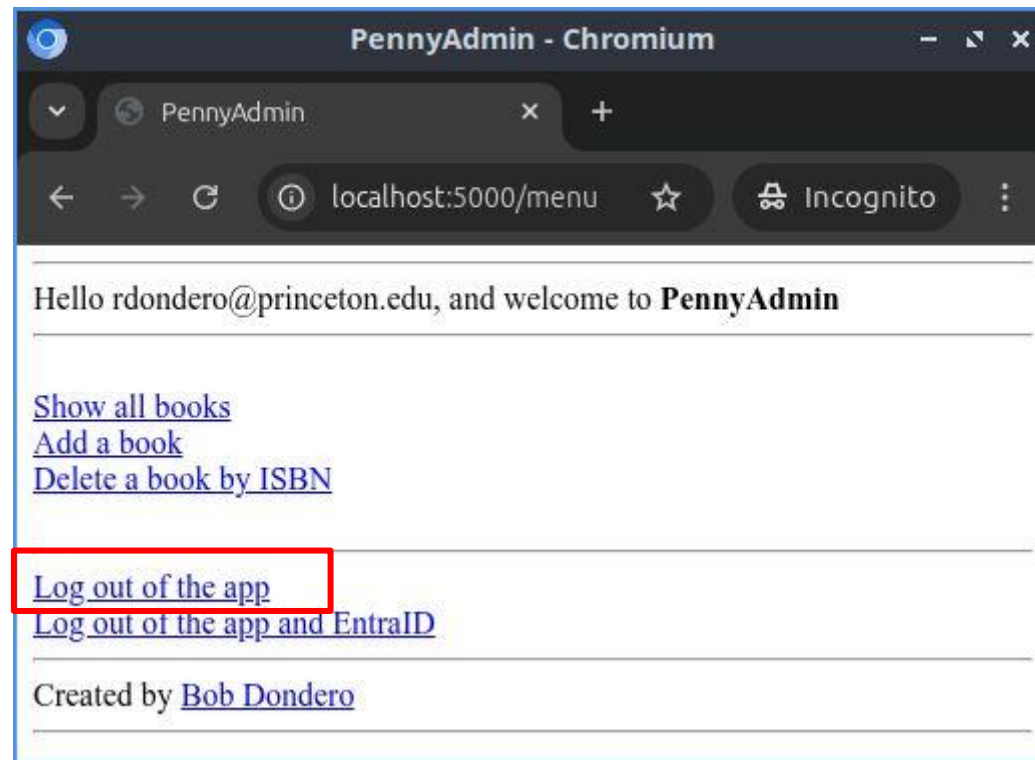 PennyAdmin - Chromium
PennyAdmin
localhost:5000/menu Incognito
Hello rdondero@princeton.edu, and welcome to PennyAdmin
Show all books
Add a book
Delete a book by ISBN
Log out of the app
Log out of the app and EntraID
Created by Bob Dondero